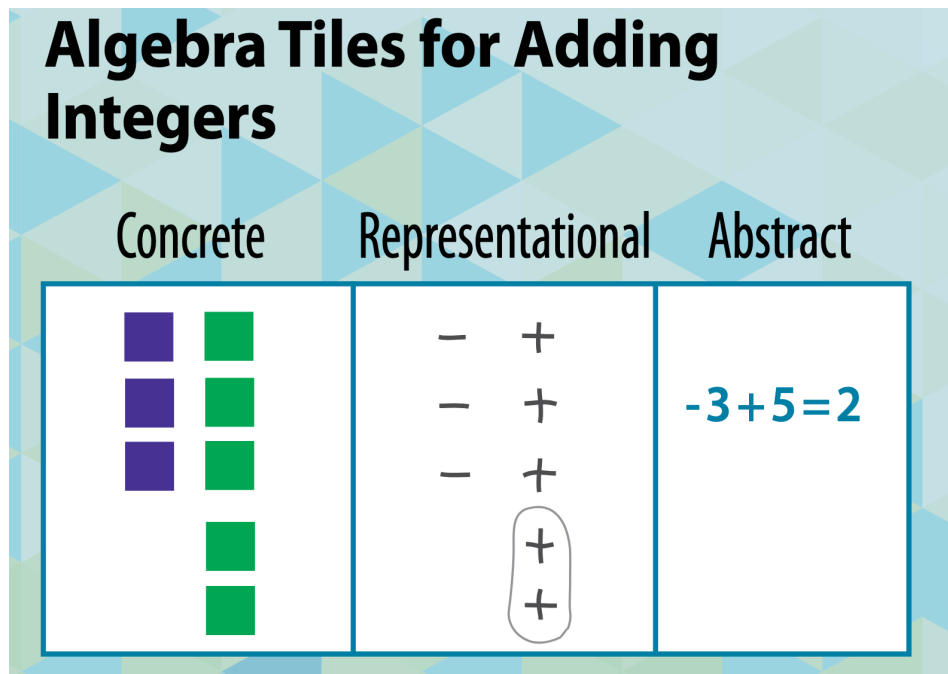 Algebra Tiles for Adding
Integers
Concrete Representational Abstract
- +
- +
- +
+
+
-3+5=2